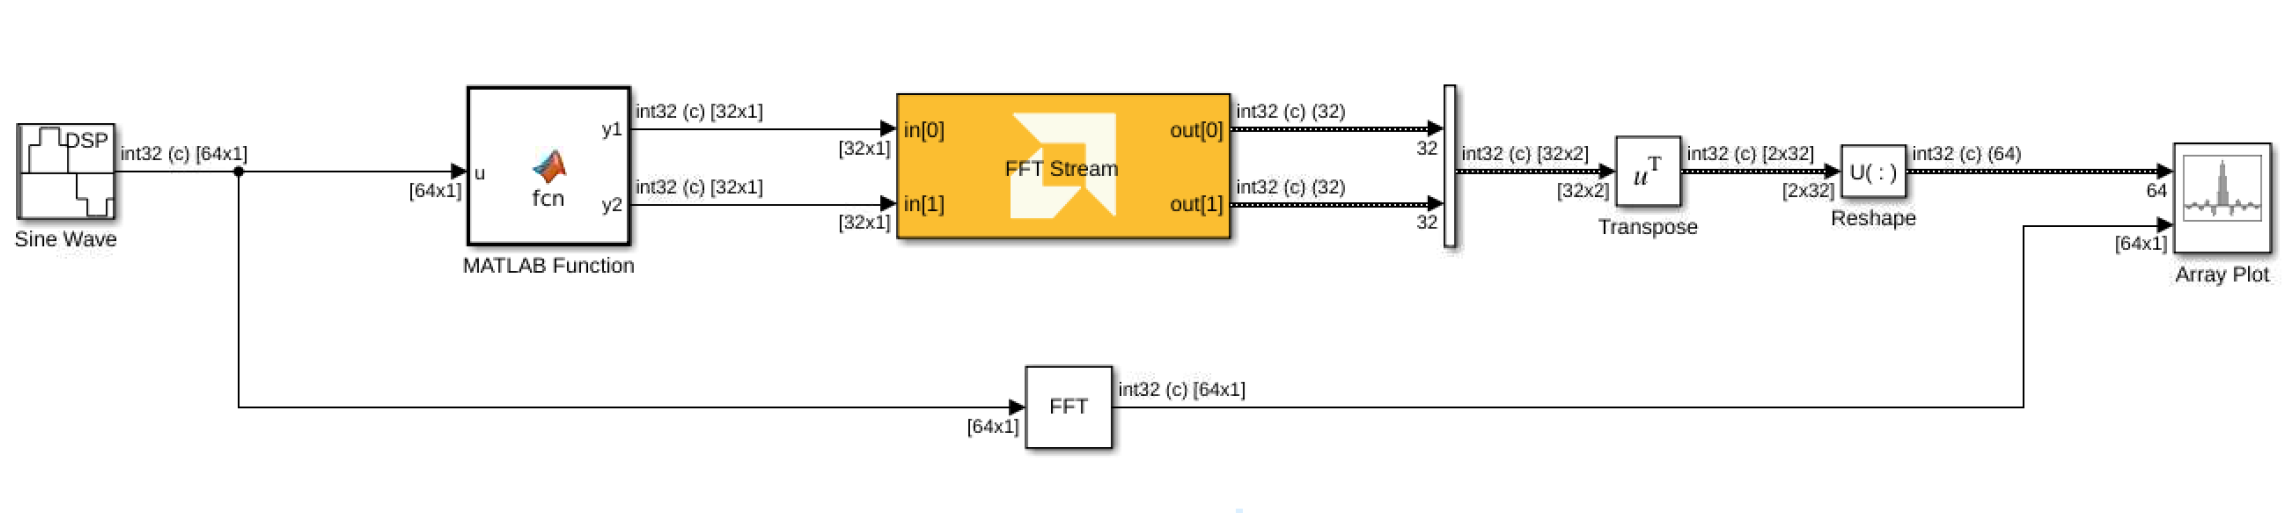 DSP
Sine Wave
int32 (c) [64x1]
[64x1]
u
fcn
y1
y2
MATLAB Function
int32 (c) [32x1]
[32x1]
int32 (c) [32x1]
[32x1]
in[0]
in[1]
FFT Stream
out[0]
out[1]
int32 (c) (32)
32
int32 (c) (32)
32
int32 (c) [32x2]
[32x2]
uT
Transpose
int32 (c) [2x32]
[2x32]
U( : )
Reshape
int32 (c) (64)
64
[64x1]
Array Plot
[64x1]
FFT
int32 (c) [64x1]